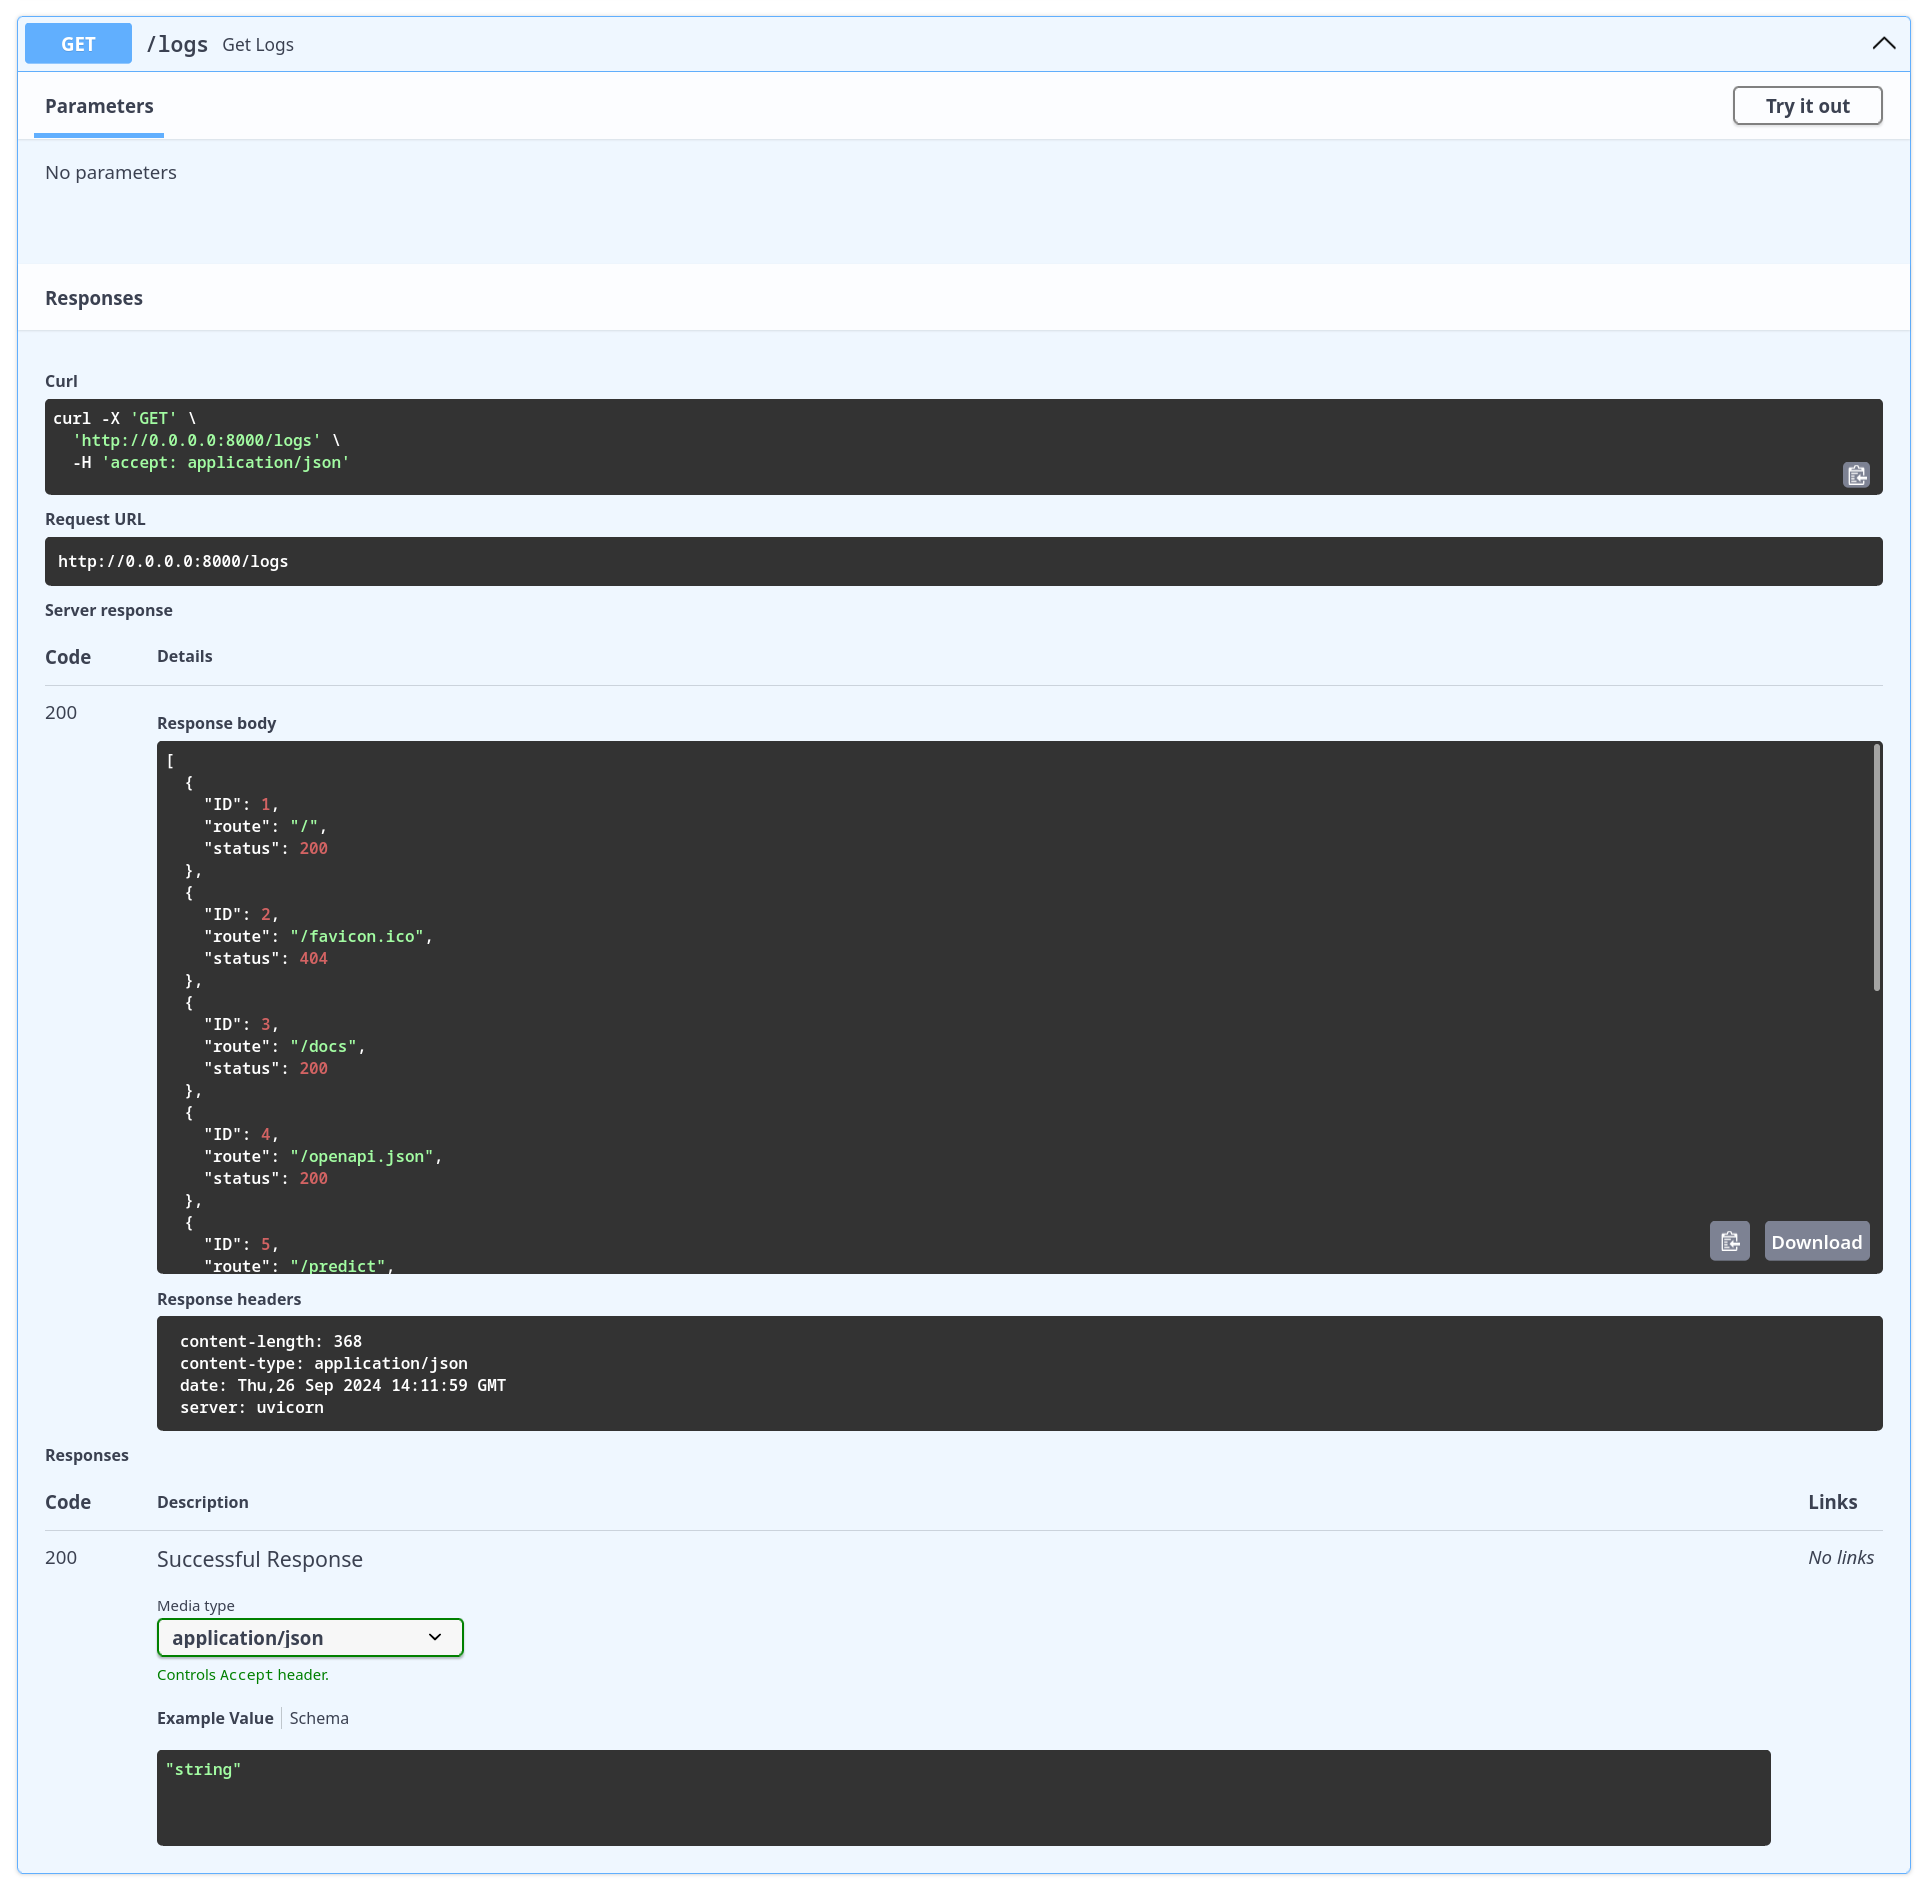 GET /logs Get Logs
Parameters
Try it out
No parameters
Responses
Curl
curl -X 'GET' \
  'http://0.0.0.0:8000/logs' \
  -H 'accept: application/json'
Request URL
http://0.0.0.0:8000/logs
Server response
Code Details
200
Response body
[
  {
    "ID": 1,
    "route": "/",
    "status": 200
  },
  {
    "ID": 2,
    "route": "/favicon.ico",
    "status": 404
  },
  {
    "ID": 3,
    "route": "/docs",
    "status": 200
  },
  {
    "ID": 4,
    "route": "/openapi.json",
    "status": 200
  },
  {
    "ID": 5,
    "route": "/predict",
Download
Response headers
content-length: 368
content-type: application/json
date: Thu,26 Sep 2024 14:11:59 GMT
server: uvicorn
Responses
Code Description Links
200 Successful Response No links
Media type
application/json
Controls Accept header.
Example Value Schema
"string"